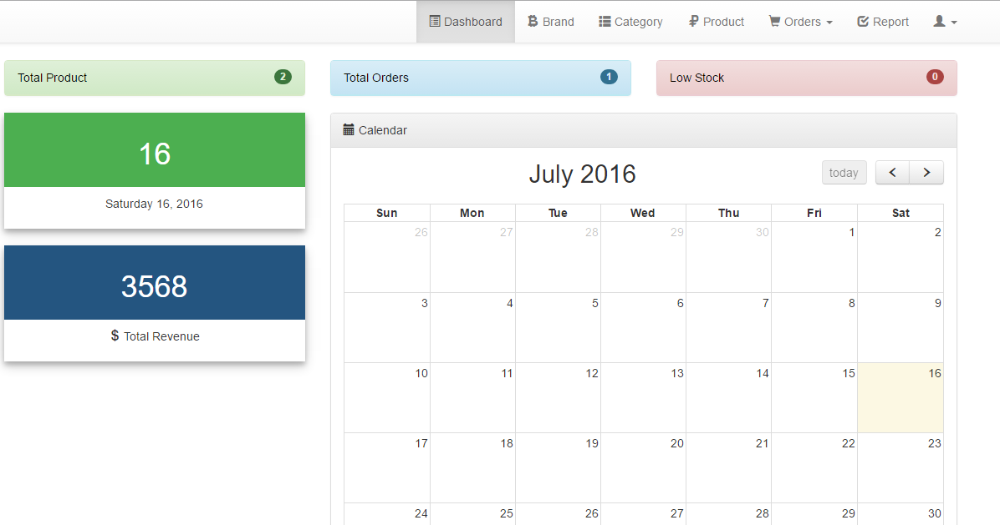 Dashboard Brand Category Product Orders Report
Total Product 2
Total Orders 1
Low Stock 0
16
Saturday 16, 2016
3568
$ Total Revenue
Calendar
July 2016
today
Sun Mon Tue Wed Thu Fri Sat
26 27 28 29 30 1 2
3 4 5 6 7 8 9
10 11 12 13 14 15 16
17 18 19 20 21 22 23
24 25 26 27 28 29 30